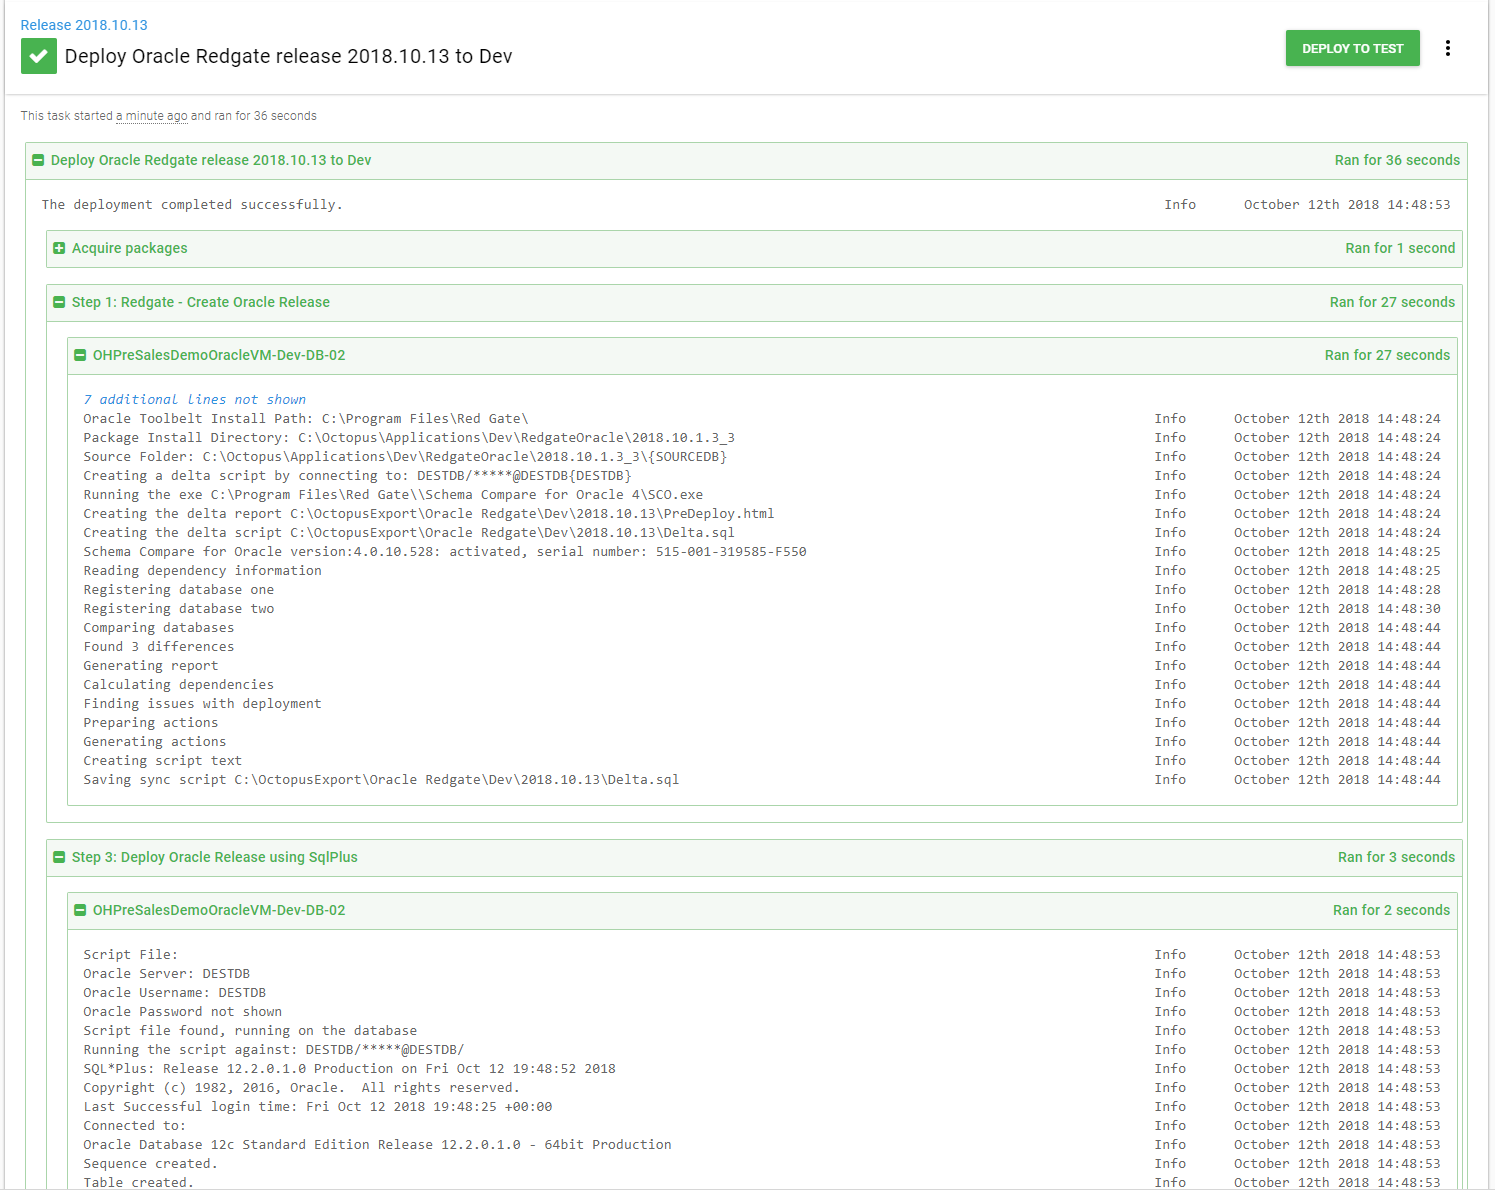 Release 2018.10.13
Deploy Oracle Redgate release 2018.10.13 to Dev
DEPLOY TO TEST
This task started a minute ago and ran for 36 seconds
Deploy Oracle Redgate release 2018.10.13 to Dev Ran for 36 seconds
The deployment completed successfully. Info October 12th 2018 14:48:53
Acquire packages Ran for 1 second
Step 1: Redgate - Create Oracle Release Ran for 27 seconds
OHPreSalesDemoOracleVM-Dev-DB-02 Ran for 27 seconds
7 additional lines not shown
Oracle Toolbelt Install Path: C:\Program Files\Red Gate\ Info October 12th 2018 14:48:24
Package Install Directory: C:\Octopus\Applications\Dev\RedgateOracle\2018.10.1.3_3 Info October 12th 2018 14:48:24
Source Folder: C:\Octopus\Applications\Dev\RedgateOracle\2018.10.1.3_3\{SOURCEDB} Info October 12th 2018 14:48:24
Creating a delta script by connecting to: DESTDB/*****@DESTDB{DESTDB} Info October 12th 2018 14:48:24
Running the exe C:\Program Files\Red Gate\\Schema Compare for Oracle 4\SCO.exe Info October 12th 2018 14:48:24
Creating the delta report C:\OctopusExport\Oracle Redgate\Dev\2018.10.13\PreDeploy.html Info October 12th 2018 14:48:24
Creating the delta script C:\OctopusExport\Oracle Redgate\Dev\2018.10.13\Delta.sql Info October 12th 2018 14:48:24
Schema Compare for Oracle version:4.0.10.528: activated, serial number: 515-001-319585-F550 Info October 12th 2018 14:48:25
Reading dependency information Info October 12th 2018 14:48:25
Registering database one Info October 12th 2018 14:48:28
Registering database two Info October 12th 2018 14:48:30
Comparing databases Info October 12th 2018 14:48:44
Found 3 differences Info October 12th 2018 14:48:44
Generating report Info October 12th 2018 14:48:44
Calculating dependencies Info October 12th 2018 14:48:44
Finding issues with deployment Info October 12th 2018 14:48:44
Preparing actions Info October 12th 2018 14:48:44
Generating actions Info October 12th 2018 14:48:44
Creating script text Info October 12th 2018 14:48:44
Saving sync script C:\OctopusExport\Oracle Redgate\Dev\2018.10.13\Delta.sql Info October 12th 2018 14:48:44
Step 3: Deploy Oracle Release using SqlPlus Ran for 3 seconds
OHPreSalesDemoOracleVM-Dev-DB-02 Ran for 2 seconds
Script File: Info October 12th 2018 14:48:53
Oracle Server: DESTDB Info October 12th 2018 14:48:53
Oracle Username: DESTDB Info October 12th 2018 14:48:53
Oracle Password not shown Info October 12th 2018 14:48:53
Script file found, running on the database Info October 12th 2018 14:48:53
Running the script against: DESTDB/*****@DESTDB/ Info October 12th 2018 14:48:53
SQL*Plus: Release 12.2.0.1.0 Production on Fri Oct 12 19:48:52 2018 Info October 12th 2018 14:48:53
Copyright (c) 1982, 2016, Oracle.  All rights reserved. Info October 12th 2018 14:48:53
Last Successful login time: Fri Oct 12 2018 19:48:25 +00:00 Info October 12th 2018 14:48:53
Connected to: Info October 12th 2018 14:48:53
Oracle Database 12c Standard Edition Release 12.2.0.1.0 - 64bit Production Info October 12th 2018 14:48:53
Sequence created. Info October 12th 2018 14:48:53
Table created. Info October 12th 2018 14:48:53